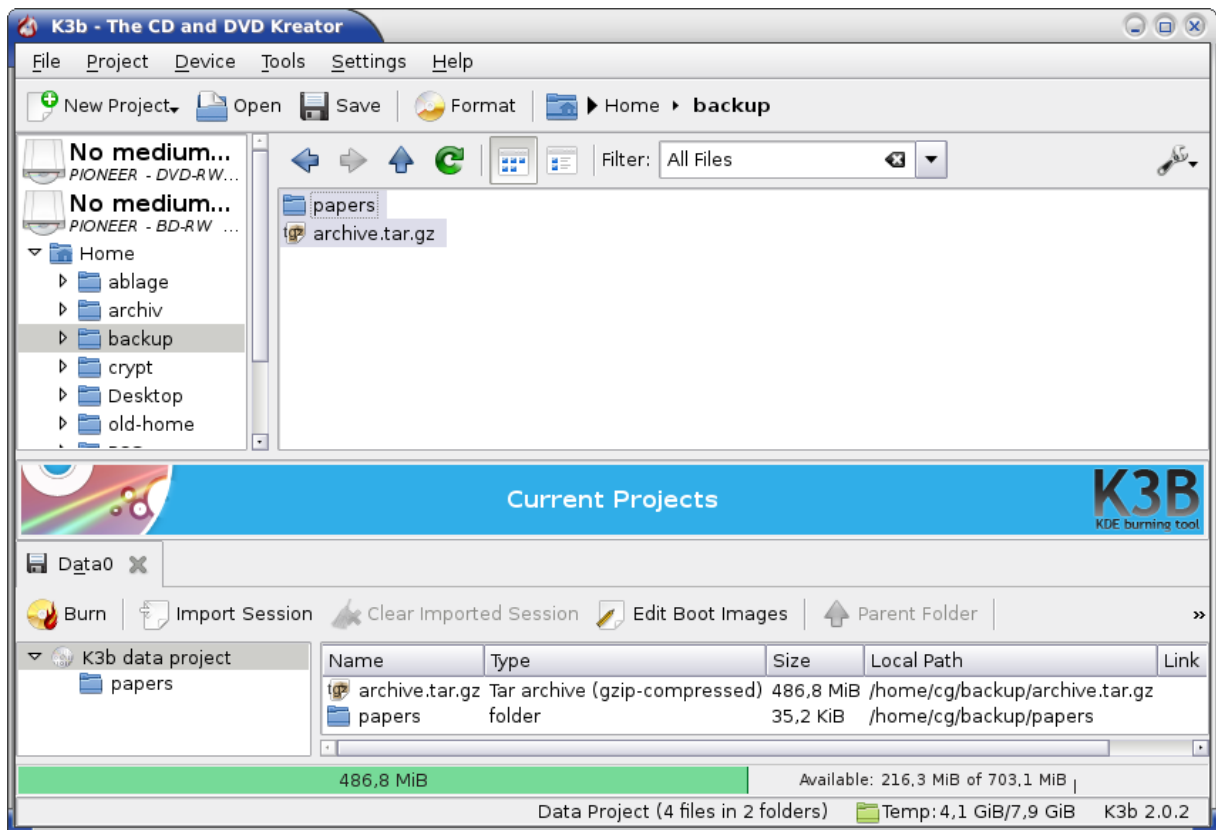 K3b - The CD and DVD Kreator
File Project Device Tools Settings Help
New Project Open Save Format Home backup
No medium...
PIONEER - DVD-RW...
No medium...
PIONEER - BD-RW ...
Home
ablage
archiv
backup
crypt
Desktop
old-home
Filter: All Files
papers
archive.tar.gz
Current Projects
K3B
KDE burning tool
Data0
Burn Import Session Clear Imported Session Edit Boot Images Parent Folder »
K3b data project
papers
Name Type Size Local Path Link
archive.tar.gz Tar archive (gzip-compressed) 486,8 MiB /home/cg/backup/archive.tar.gz
papers folder 35,2 KiB /home/cg/backup/papers
486,8 MiB Available: 216,3 MiB of 703,1 MiB
Data Project (4 files in 2 folders) Temp: 4,1 GiB/7,9 GiB K3b 2.0.2